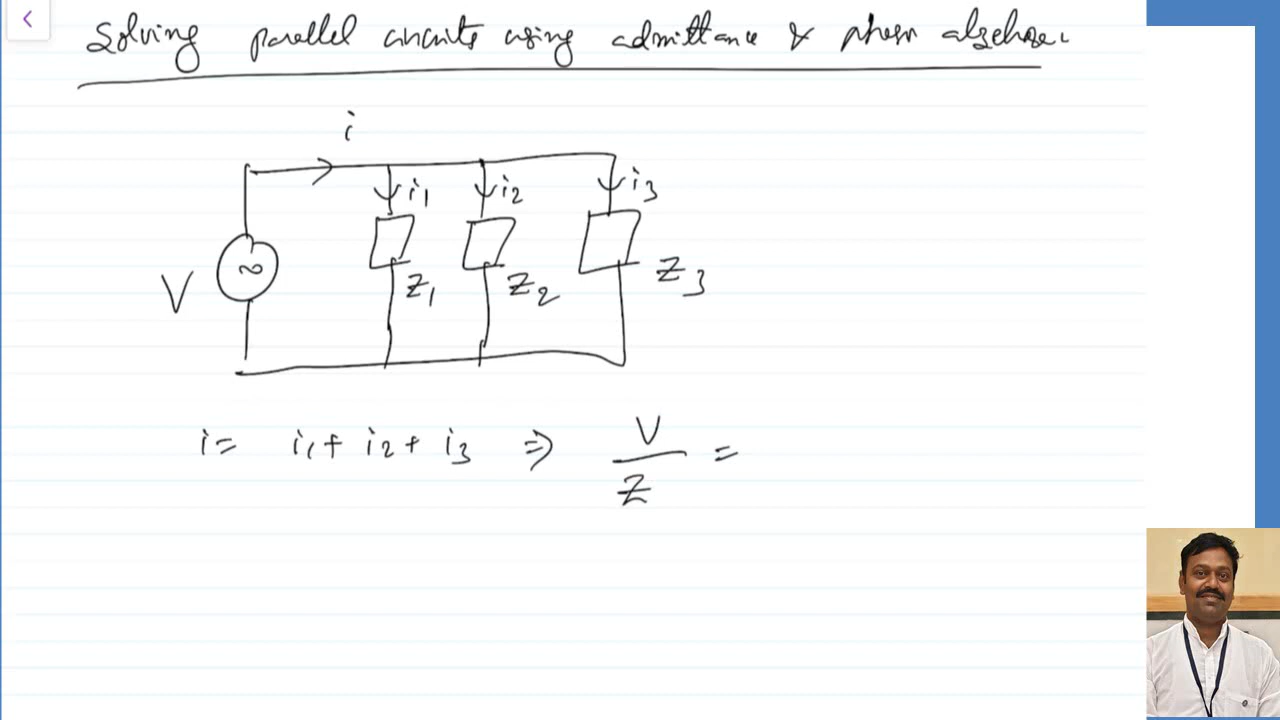 Solving parallel circuits using admittance & phasor algebra
i
i1 i2 i3
V ∾ Z1 Z2 Z3
i = i1 + i2 + i3 ⇒ V/Z =